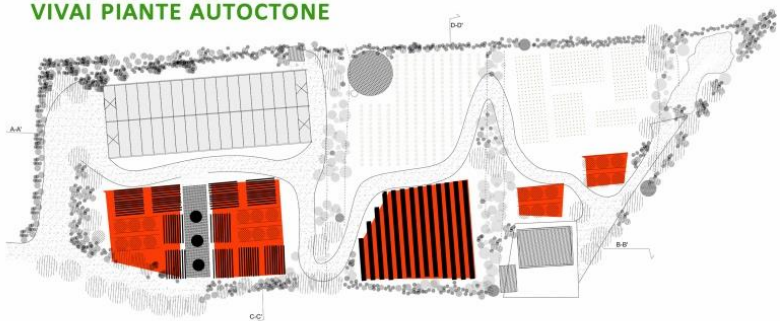 VIVAI PIANTE AUTOCTONE
D-D'
A-A'
B-B'
C-C'